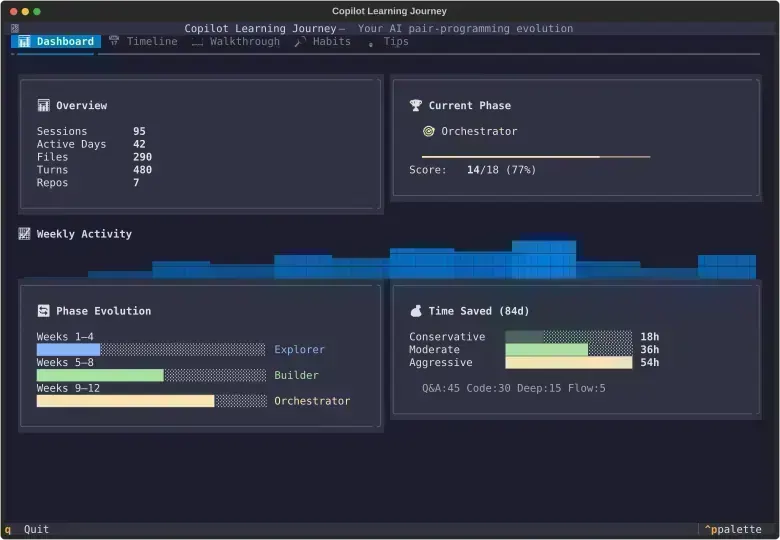 Copilot Learning Journey
Copilot Learning Journey — Your AI pair-programming evolution
Dashboard Timeline Walkthrough Habits Tips
Overview
Sessions 95
Active Days 42
Files 290
Turns 480
Repos 7
Current Phase
Orchestrator
Score: 14/18 (77%)
Weekly Activity
Phase Evolution
Weeks 1–4
Explorer
Weeks 5–8
Builder
Weeks 9–12
Orchestrator
Time Saved (84d)
Conservative 18h
Moderate 36h
Aggressive 54h
Q&A:45 Code:30 Deep:15 Flow:5
q Quit
^ppalette